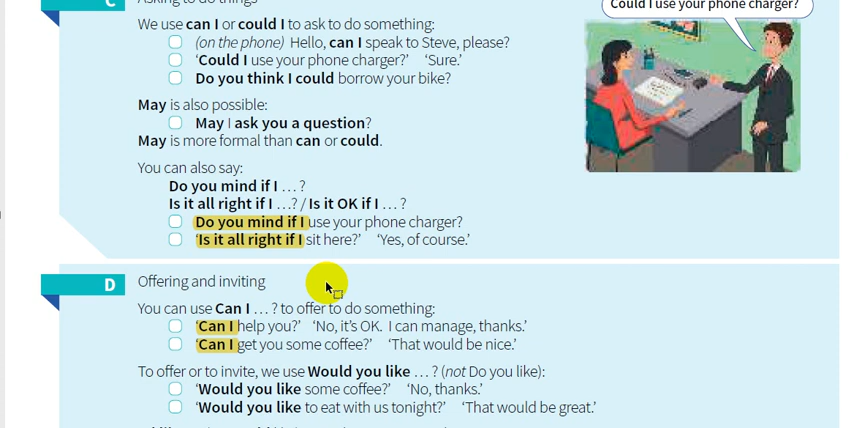 C Asking to do things
Could I use your phone charger?
We use can I or could I to ask to do something:
(on the phone) Hello, can I speak to Steve, please?
‘Could I use your phone charger?’ ‘Sure.’
Do you think I could borrow your bike?
May is also possible:
May I ask you a question?
May is more formal than can or could.
You can also say:
Do you mind if I … ?
Is it all right if I …? / Is it OK if I … ?
Do you mind if I use your phone charger?
‘Is it all right if I sit here?’ ‘Yes, of course.’
D Offering and inviting
You can use Can I … ? to offer to do something:
‘Can I help you?’ ‘No, it’s OK. I can manage, thanks.’
‘Can I get you some coffee?’ ‘That would be nice.’
To offer or to invite, we use Would you like … ? (not Do you like):
‘Would you like some coffee?’ ‘No, thanks.’
‘Would you like to eat with us tonight?’ ‘That would be great.’